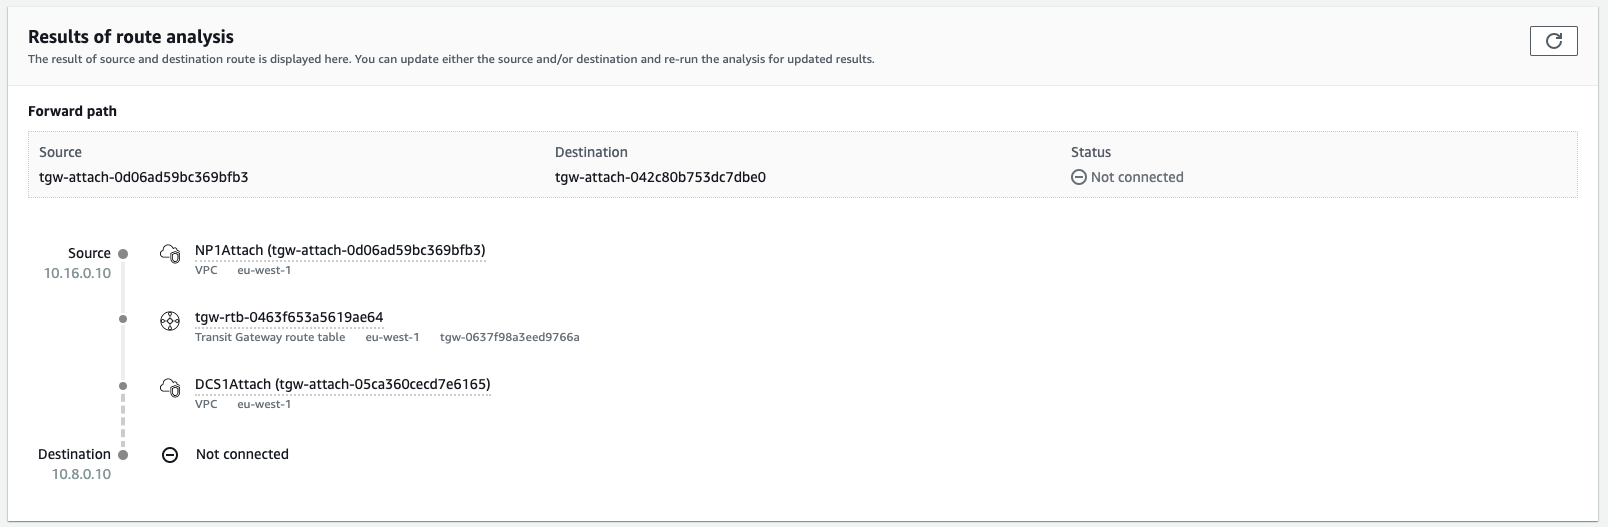 Results of route analysis
The result of source and destination route is displayed here. You can update either the source and/or destination and re-run the analysis for updated results.
Forward path
Source Destination Status
tgw-attach-0d06ad59bc369bfb3 tgw-attach-042c80b753dc7dbe0 Not connected
Source NP1Attach (tgw-attach-0d06ad59bc369bfb3)
10.16.0.10 VPC eu-west-1
tgw-rtb-0463f653a5619ae64
Transit Gateway route table eu-west-1 tgw-0637f98a3eed9766a
DCS1Attach (tgw-attach-05ca360cecd7e6165)
VPC eu-west-1
Destination Not connected
10.8.0.10